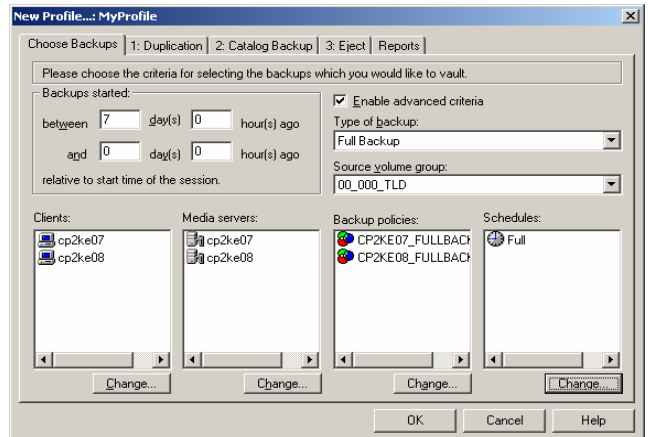 New Profile...: MyProfile
Choose Backups 1: Duplication 2: Catalog Backup 3: Eject Reports
Please choose the criteria for selecting the backups which you would like to vault.
Backups started:
between 7 day(s) 0 hour(s) ago
and 0 day(s) 0 hour(s) ago
relative to start time of the session.
Enable advanced criteria
Type of backup:
Full Backup
Source volume group:
00_000_TLD
Clients:
cp2ke07
cp2ke08
Change...
Media servers:
cp2ke07
cp2ke08
Change...
Backup policies:
CP2KE07_FULLBACK
CP2KE08_FULLBACK
Change...
Schedules:
Full
Change...
OK Cancel Help